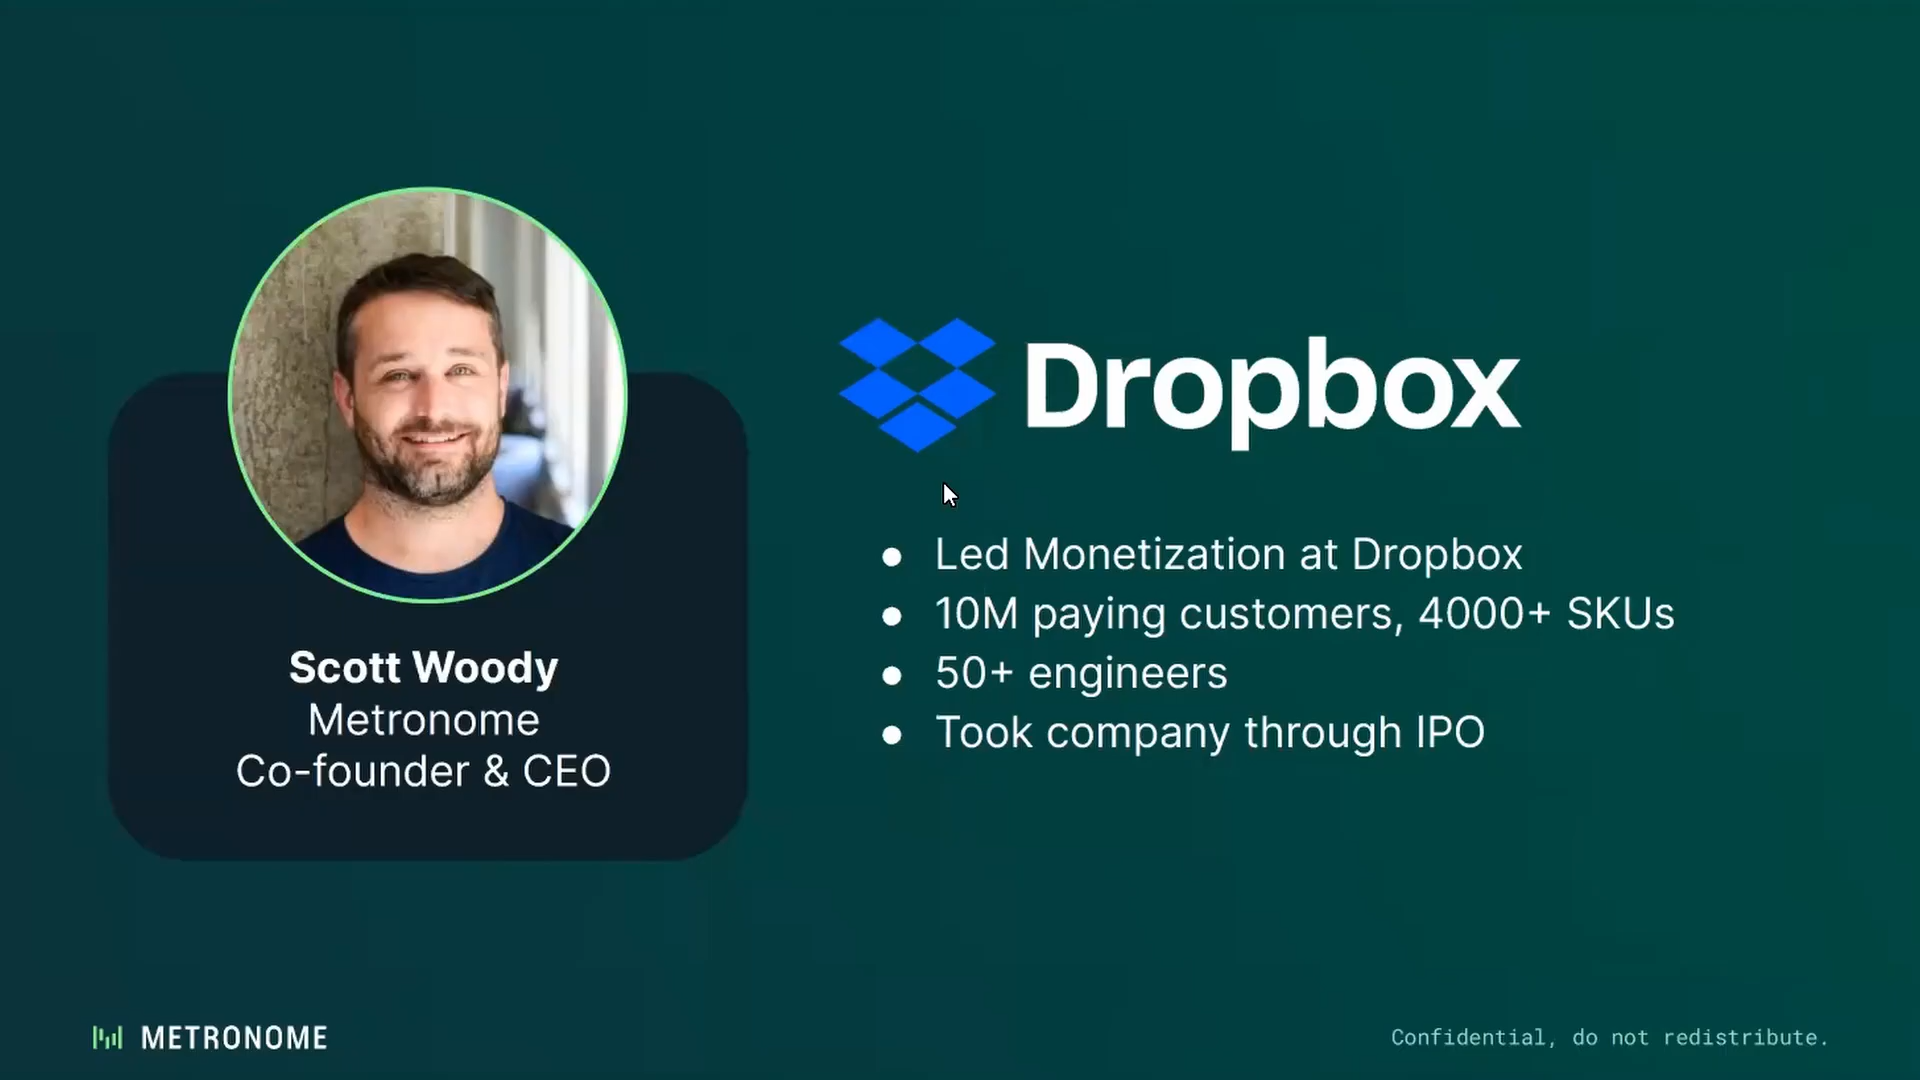 Scott Woody
Metronome
Co-founder & CEO
Dropbox
● Led Monetization at Dropbox
● 10M paying customers, 4000+ SKUs
● 50+ engineers
● Took company through IPO
METRONOME
Confidential, do not redistribute.